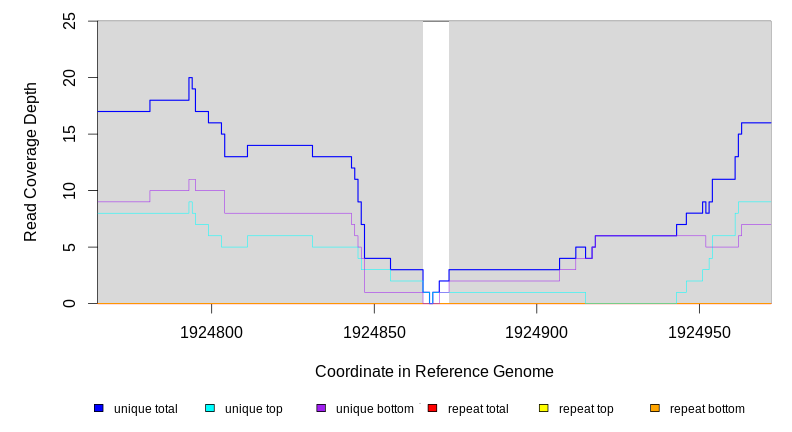 25
20
15
10
5
0
Read Coverage Depth
1924800 1924850 1924900 1924950
Coordinate in Reference Genome
unique total unique top unique bottom repeat total repeat top repeat bottom